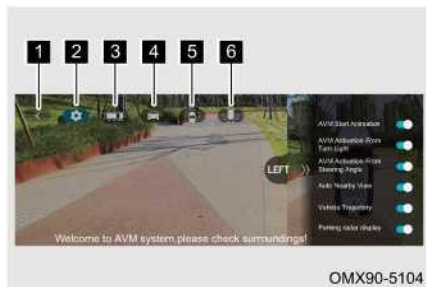 1 2 3 4 5 6
AVM Start Animation
AVM Activation From
Turn Light
AVM Activation From
Steering Angle
LEFT
Auto Nearby View
Vehicle Trajectory
Parking radar display
Welcome to AVM system,please check surroundings!
OMX90-5104